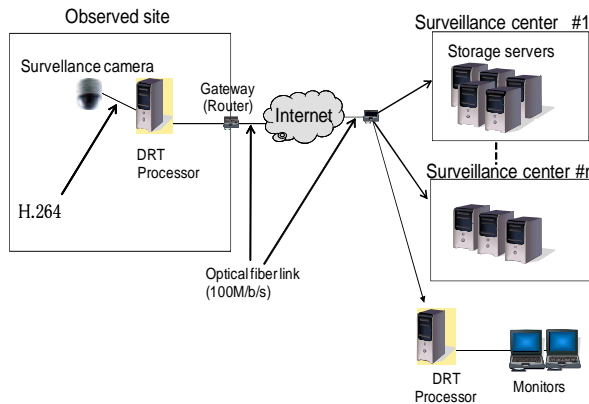 Observed site
Survellance camera
DRT
Processor
H.264
Gateway
(Router)
Internet
Optical fiber link
(100M/b/s)
Surveillance center #1
Storage servers
Surveillance center #n
DRT
Processor
Monitors